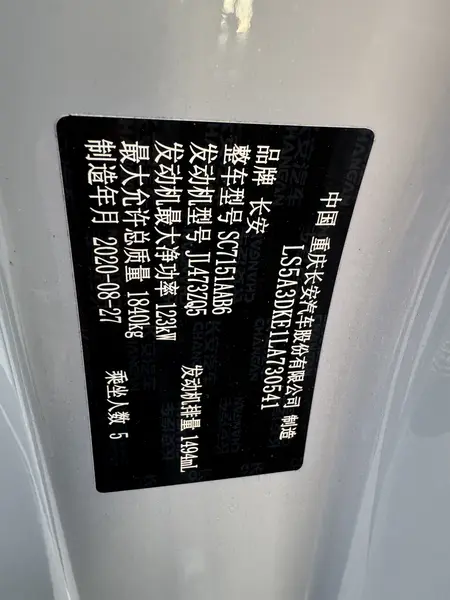 中国 重庆长安汽车股份有限公司 制造
LS5A3DKE1LA730541
品牌 长安
整车型号 SC7151AAB6
发动机型号 JL473ZQ5 发动机排量 1494mL
发动机最大净功率 123kW
最大允许总质量 1840kg
制造年月 2020-08-27 乘坐人数 5